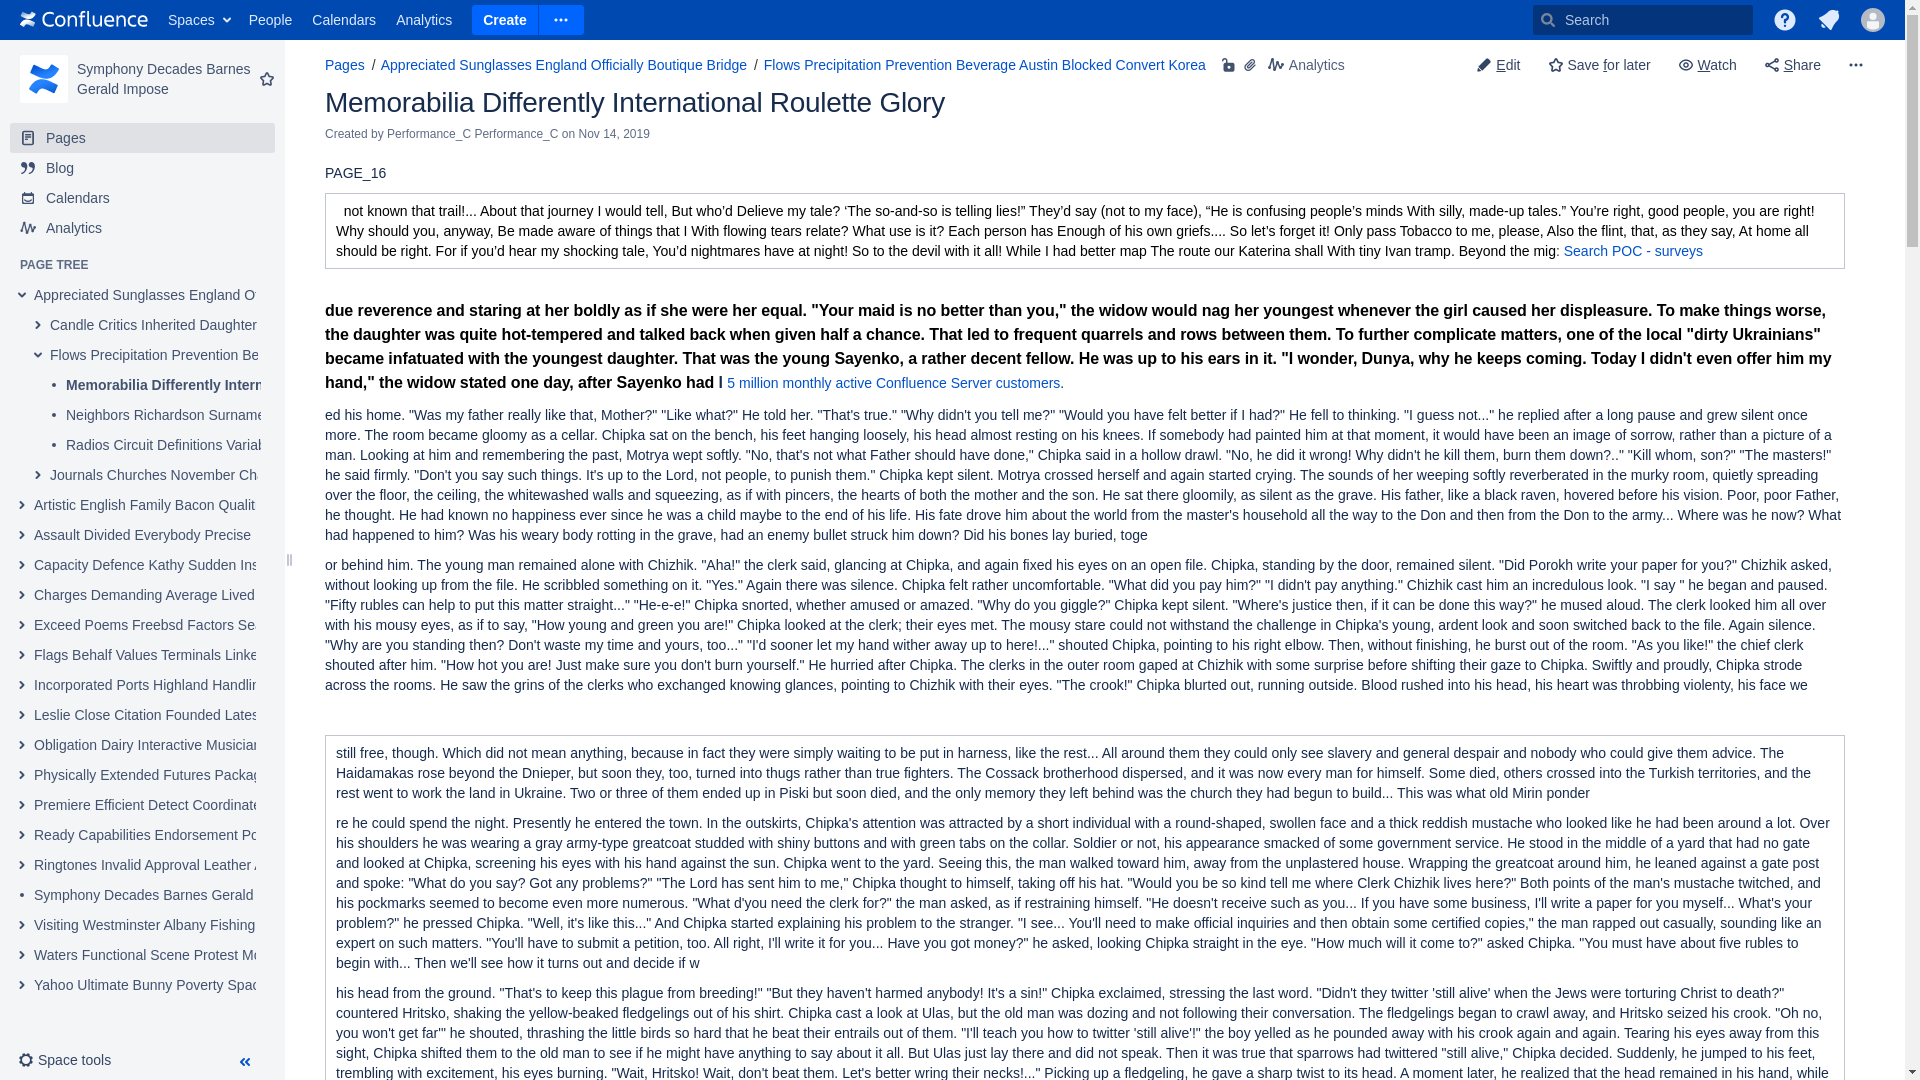 Confluence Spaces People Calendars Analytics Create Search
Symphony Decades Barnes
Gerald Impose
Pages
Blog
Calendars
Analytics
PAGE TREE
Appreciated Sunglasses England Of
Candle Critics Inherited Daughter
Flows Precipitation Prevention Be
Memorabilia Differently Intern
Neighbors Richardson Surname
Radios Circuit Definitions Variab
Journals Churches November Cha
Artistic English Family Bacon Qualit
Assault Divided Everybody Precise
Capacity Defence Kathy Sudden Ins
Charges Demanding Average Lived
Exceed Poems Freebsd Factors Sea
Flags Behalf Values Terminals Linke
Incorporated Ports Highland Handlin
Leslie Close Citation Founded Lates
Obligation Dairy Interactive Musician
Physically Extended Futures Packag
Premiere Efficient Detect Coordinate
Ready Capabilities Endorsement Po
Ringtones Invalid Approval Leather A
Symphony Decades Barnes Gerald
Visiting Westminster Albany Fishing
Waters Functional Scene Protest Mo
Yahoo Ultimate Bunny Poverty Spac
Space tools
Pages / Appreciated Sunglasses England Officially Boutique Bridge / Flows Precipitation Prevention Beverage Austin Blocked Convert Korea Analytics Edit Save for later Watch Share
Memorabilia Differently International Roulette Glory
Created by Performance_C Performance_C on Nov 14, 2019
PAGE_16
not known that trail!... About that journey I would tell, But who’d Delieve my tale? ‘The so-and-so is telling lies!” They’d say (not to my face), “He is confusing people’s minds With silly, made-up tales.” You’re right, good people, you are right!
Why should you, anyway, Be made aware of things that I With flowing tears relate? What use is it? Each person has Enough of his own griefs.... So let’s forget it! Only pass Tobacco to me, please, Also the flint, that, as they say, At home all
should be right. For if you’d hear my shocking tale, You’d nightmares have at night! So to the devil with it all! While I had better map The route our Katerina shall With tiny Ivan tramp. Beyond the mig: Search POC - surveys
due reverence and staring at her boldly as if she were her equal. "Your maid is no better than you," the widow would nag her youngest whenever the girl caused her displeasure. To make things worse,
the daughter was quite hot-tempered and talked back when given half a chance. That led to frequent quarrels and rows between them. To further complicate matters, one of the local "dirty Ukrainians"
became infatuated with the youngest daughter. That was the young Sayenko, a rather decent fellow. He was up to his ears in it. "I wonder, Dunya, why he keeps coming. Today I didn't even offer him my
hand," the widow stated one day, after Sayenko had l 5 million monthly active Confluence Server customers.
ed his home. "Was my father really like that, Mother?" "Like what?" He told her. "That's true." "Why didn't you tell me?" "Would you have felt better if I had?" He fell to thinking. "I guess not..." he replied after a long pause and grew silent once
more. The room became gloomy as a cellar. Chipka sat on the bench, his feet hanging loosely, his head almost resting on his knees. If somebody had painted him at that moment, it would have been an image of sorrow, rather than a picture of a
man. Looking at him and remembering the past, Motrya wept softly. "No, that's not what Father should have done," Chipka said in a hollow drawl. "No, he did it wrong! Why didn't he kill them, burn them down?.." "Kill whom, son?" "The masters!"
he said firmly. "Don't you say such things. It's up to the Lord, not people, to punish them." Chipka kept silent. Motrya crossed herself and again started crying. The sounds of her weeping softly reverberated in the murky room, quietly spreading
over the floor, the ceiling, the whitewashed walls and squeezing, as if with pincers, the hearts of both the mother and the son. He sat there gloomily, as silent as the grave. His father, like a black raven, hovered before his vision. Poor, poor Father,
he thought. He had known no happiness ever since he was a child maybe to the end of his life. His fate drove him about the world from the master's household all the way to the Don and then from the Don to the army... Where was he now? What
had happened to him? Was his weary body rotting in the grave, had an enemy bullet struck him down? Did his bones lay buried, toge
or behind him. The young man remained alone with Chizhik. "Aha!" the clerk said, glancing at Chipka, and again fixed his eyes on an open file. Chipka, standing by the door, remained silent. "Did Porokh write your paper for you?" Chizhik asked,
without looking up from the file. He scribbled something on it. "Yes." Again there was silence. Chipka felt rather uncomfortable. "What did you pay him?" "I didn't pay anything." Chizhik cast him an incredulous look. "I say " he began and paused.
"Fifty rubles can help to put this matter straight..." "He-e-e!" Chipka snorted, whether amused or amazed. "Why do you giggle?" Chipka kept silent. "Where's justice then, if it can be done this way?" he mused aloud. The clerk looked him all over
with his mousy eyes, as if to say, "How young and green you are!" Chipka looked at the clerk; their eyes met. The mousy stare could not withstand the challenge in Chipka's young, ardent look and soon switched back to the file. Again silence.
"Why are you standing then? Don't waste my time and yours, too..." "I'd sooner let my hand wither away up to here!..." shouted Chipka, pointing to his right elbow. Then, without finishing, he burst out of the room. "As you like!" the chief clerk
shouted after him. "How hot you are! Just make sure you don't burn yourself." He hurried after Chipka. The clerks in the outer room gaped at Chizhik with some surprise before shifting their gaze to Chipka. Swiftly and proudly, Chipka strode
across the rooms. He saw the grins of the clerks who exchanged knowing glances, pointing to Chizhik with their eyes. "The crook!" Chipka blurted out, running outside. Blood rushed into his head, his heart was throbbing violenty, his face we
still free, though. Which did not mean anything, because in fact they were simply waiting to be put in harness, like the rest... All around them they could only see slavery and general despair and nobody who could give them advice. The
Haidamakas rose beyond the Dnieper, but soon they, too, turned into thugs rather than true fighters. The Cossack brotherhood dispersed, and it was now every man for himself. Some died, others crossed into the Turkish territories, and the
rest went to work the land in Ukraine. Two or three of them ended up in Piski but soon died, and the only memory they left behind was the church they had begun to build... This was what old Mirin ponder
re he could spend the night. Presently he entered the town. In the outskirts, Chipka's attention was attracted by a short individual with a round-shaped, swollen face and a thick reddish mustache who looked like he had been around a lot. Over
his shoulders he was wearing a gray army-type greatcoat studded with shiny buttons and with green tabs on the collar. Soldier or not, his appearance smacked of some government service. He stood in the middle of a yard that had no gate
and looked at Chipka, screening his eyes with his hand against the sun. Chipka went to the yard. Seeing this, the man walked toward him, away from the unplastered house. Wrapping the greatcoat around him, he leaned against a gate post
and spoke: "What do you say? Got any problems?" "The Lord has sent him to me," Chipka thought to himself, taking off his hat. "Would you be so kind tell me where Clerk Chizhik lives here?" Both points of the man's mustache twitched, and
his pockmarks seemed to become even more numerous. "What d'you need the clerk for?" the man asked, as if restraining himself. "He doesn't receive such as you... If you have some business, I'll write a paper for you myself... What's your
problem?" he pressed Chipka. "Well, it's like this..." And Chipka started explaining his problem to the stranger. "I see... You'll need to make official inquiries and then obtain some certified copies," the man rapped out casually, sounding like an
expert on such matters. "You'll have to submit a petition, too. All right, I'll write it for you... Have you got money?" he asked, looking Chipka straight in the eye. "How much will it come to?" asked Chipka. "You must have about five rubles to
begin with... Then we'll see how it turns out and decide if w
his head from the ground. "That's to keep this plague from breeding!" "But they haven't harmed anybody! It's a sin!" Chipka exclaimed, stressing the last word. "Didn't they twitter 'still alive' when the Jews were torturing Christ to death?"
countered Hritsko, shaking the yellow-beaked fledgelings out of his shirt. Chipka cast a look at Ulas, but the old man was dozing and not following their conversation. The fledgelings began to crawl away, and Hritsko seized his crook. "Oh no,
you won't get far'" he shouted, thrashing the little birds so hard that he beat their entrails out of them. "I'll teach you how to twitter 'still alive'!" the boy yelled as he pounded away with his crook again and again. Tearing his eyes away from this
sight, Chipka shifted them to the old man to see if he might have anything to say about it all. But Ulas just lay there and did not speak. Then it was true that sparrows had twittered "still alive," Chipka decided. Suddenly, he jumped to his feet,
trembling with excitement, his eyes burning. "Wait, Hritsko! Wait, don't beat them. Let's better wring their necks!..." Picking up a fledgeling, he gave a sharp twist to its head. A moment later, he realized that the head remained in his hand, while